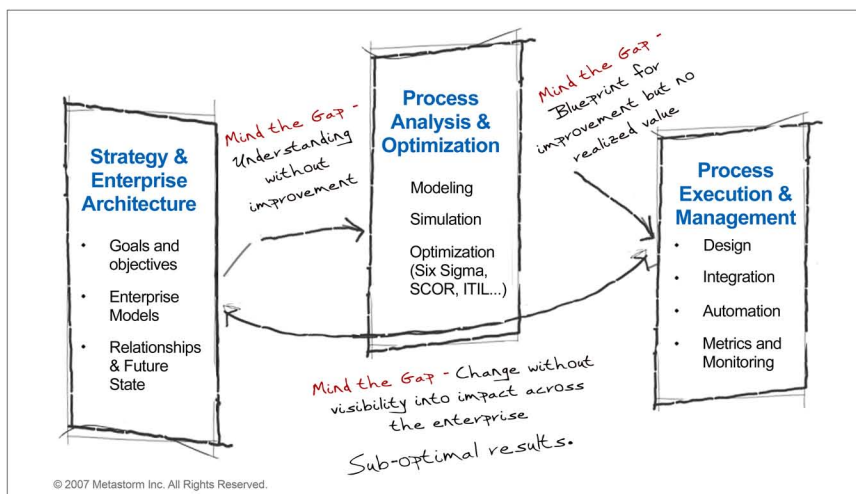 Strategy &
Enterprise
Architecture
• Goals and
objectives
• Enterprise
Models
• Relationships
& Future
State
Mind the Gap -
Understanding
without
improvement
Process
Analysis &
Optimization
Modeling
Simulation
Optimization
(Six Sigma,
SCOR, ITIL...)
Mind the Gap -
Blueprint for
improvement but no
realized value
Process
Execution &
Management
• Design
• Integration
• Automation
• Metrics and
Monitoring
Mind the Gap - Change without
visibility into impact across
the enterprise
Sub-optimal results.
© 2007 Metastorm Inc. All Rights Reserved.